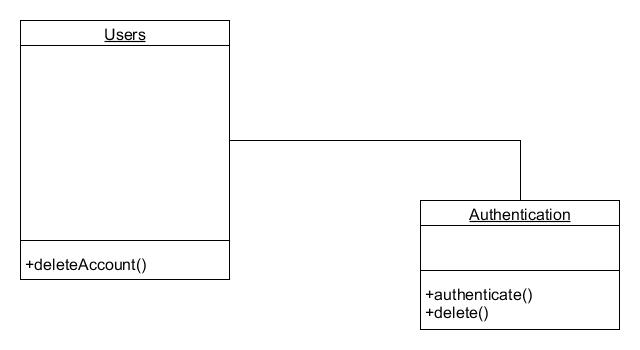 Users
+deleteAccount()
Authentication
+authenticate()
+delete()